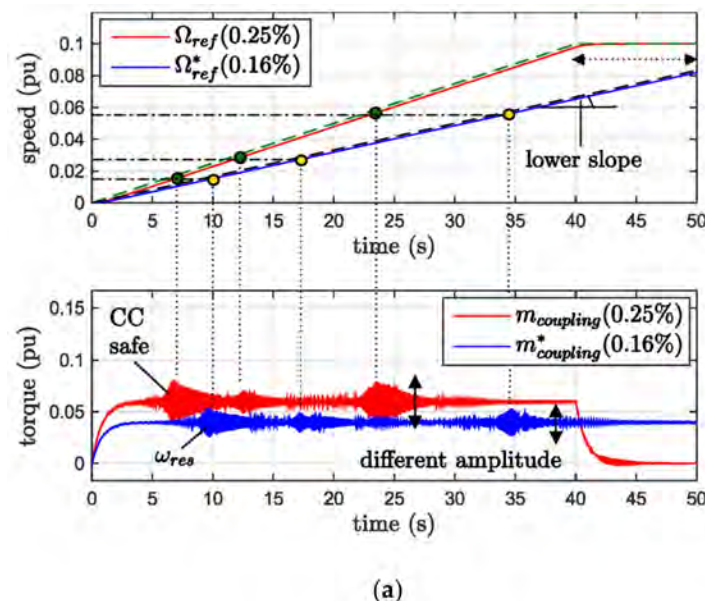 Ω_ref(0.25%)
Ω*_ref(0.16%)
speed (pu)
0.1
0.08
0.06
0.04
0.02
0
lower slope
0 5 10 15 20 25 30 35 40 45 50
time (s)
torque (pu)
0.15
0.1
0.05
0
CC
safe
m_coupling(0.25%)
m*_coupling(0.16%)
ω_res
different amplitude
0 5 10 15 20 25 30 35 40 45 50
time (s)
(a)